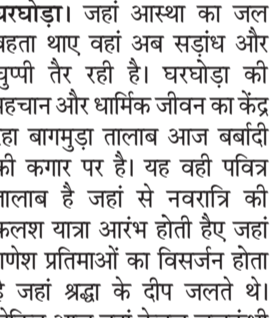 घरघोड़ा। जहां आस्था का जल
बहता थाए वहां अब सड़ांध और
चुप्पी तैर रही है। घरघोड़ा की
पहचान और धार्मिक जीवन का केंद्र
रहा बागमुड़ा तालाब आज बर्बादी
की कगार पर है। यह वही पवित्र
तालाब है जहां से नवरात्रि की
कलश यात्रा आरंभ होती हैए जहां
गणेश प्रतिमाओं का विसर्जन होता
है जहां श्रद्धा के दीप जलते थे।